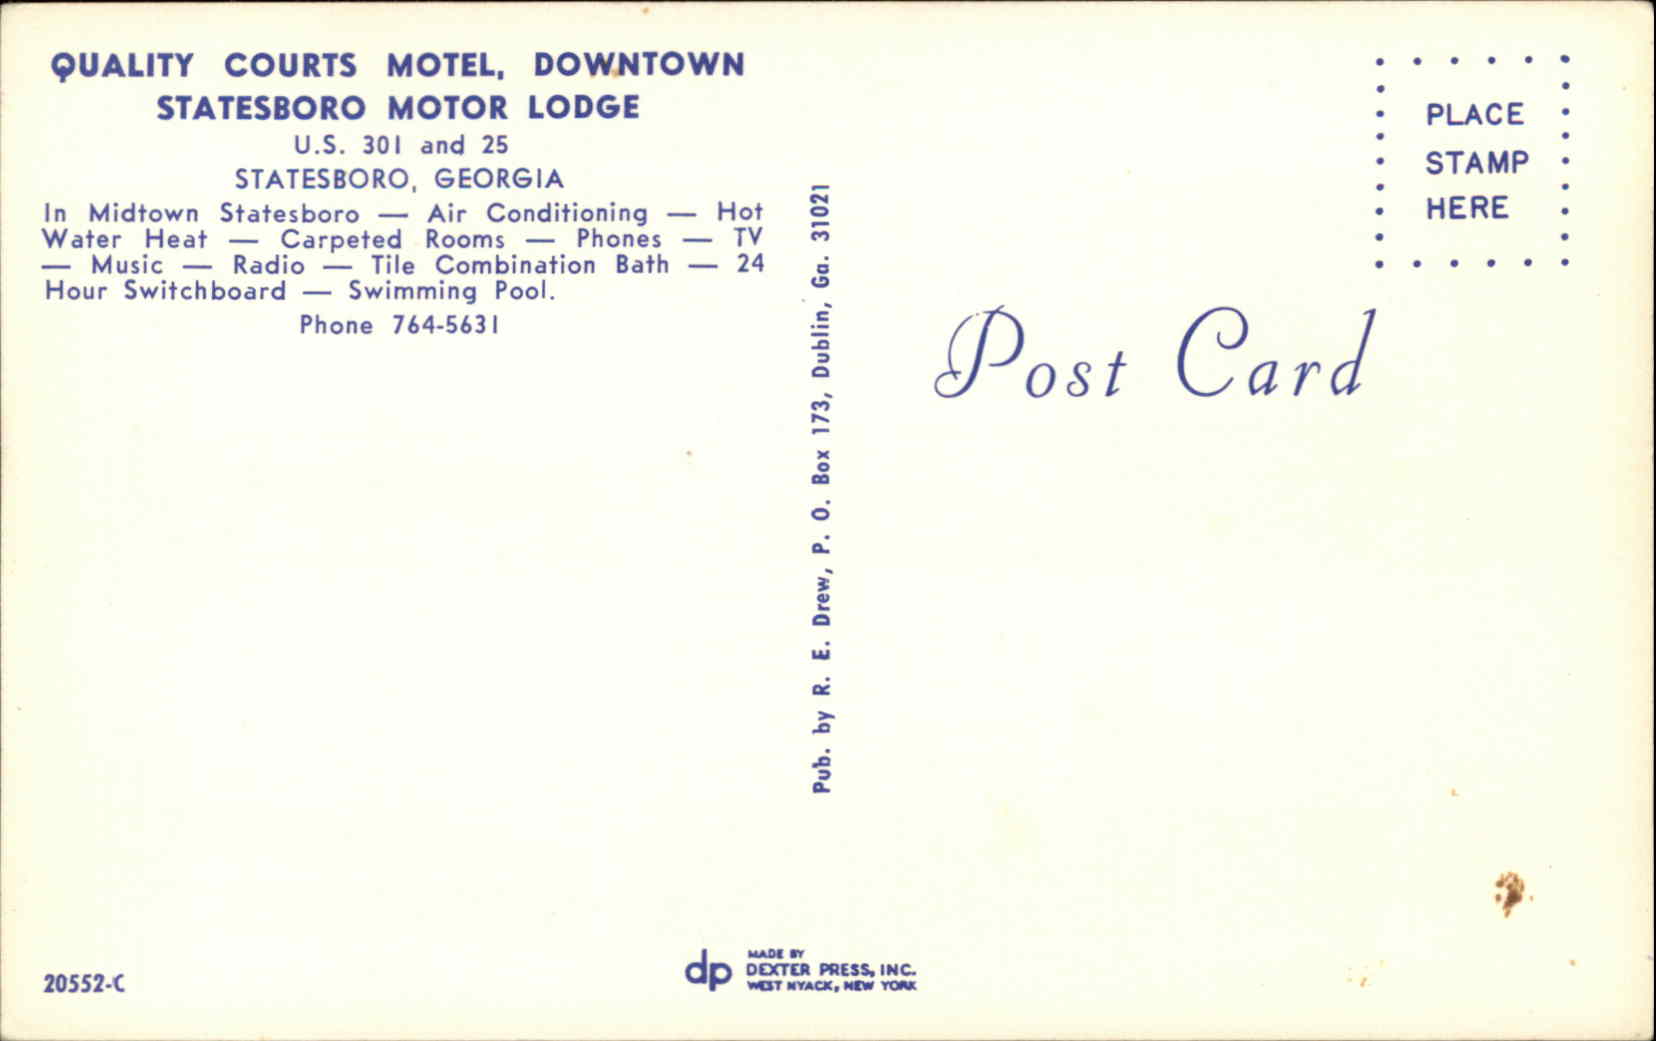 QUALITY COURTS MOTEL, DOWNTOWN
STATESBORO MOTOR LODGE
U.S. 301 and 25
STATESBORO, GEORGIA
In Midtown Statesboro — Air Conditioning — Hot
Water Heat — Carpeted Rooms — Phones — TV
— Music — Radio — Tile Combination Bath — 24
Hour Switchboard — Swimming Pool.
Phone 764-5631
Pub. by R. E. Drew, P. O. Box 173, Dublin, Ga. 31021
PLACE
STAMP
HERE
Post Card
20552-C
dp
MADE BY
DEXTER PRESS, INC.
WEST NYACK, NEW YORK